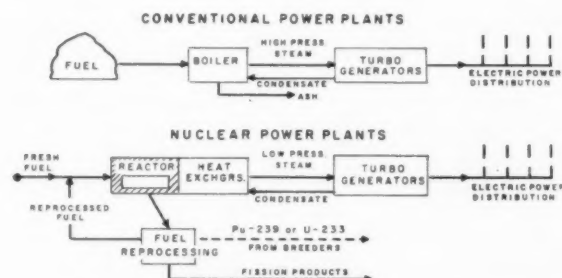 CONVENTIONAL POWER PLANTS
FUEL
BOILER
HIGH PRESS.
STEAM
CONDENSATE
TURBO
GENERATORS
ELECTRIC POWER
DISTRIBUTION
ASH
NUCLEAR POWER PLANTS
FRESH
FUEL
REACTOR
HEAT
EXCHGRS.
LOW PRESS.
STEAM
CONDENSATE
TURBO
GENERATORS
ELECTRIC POWER
DISTRIBUTION
REPROCESSED
FUEL
FUEL
REPROCESSING
Pu-239 or U-233
FROM BREEDERS
FISSION PRODUCTS